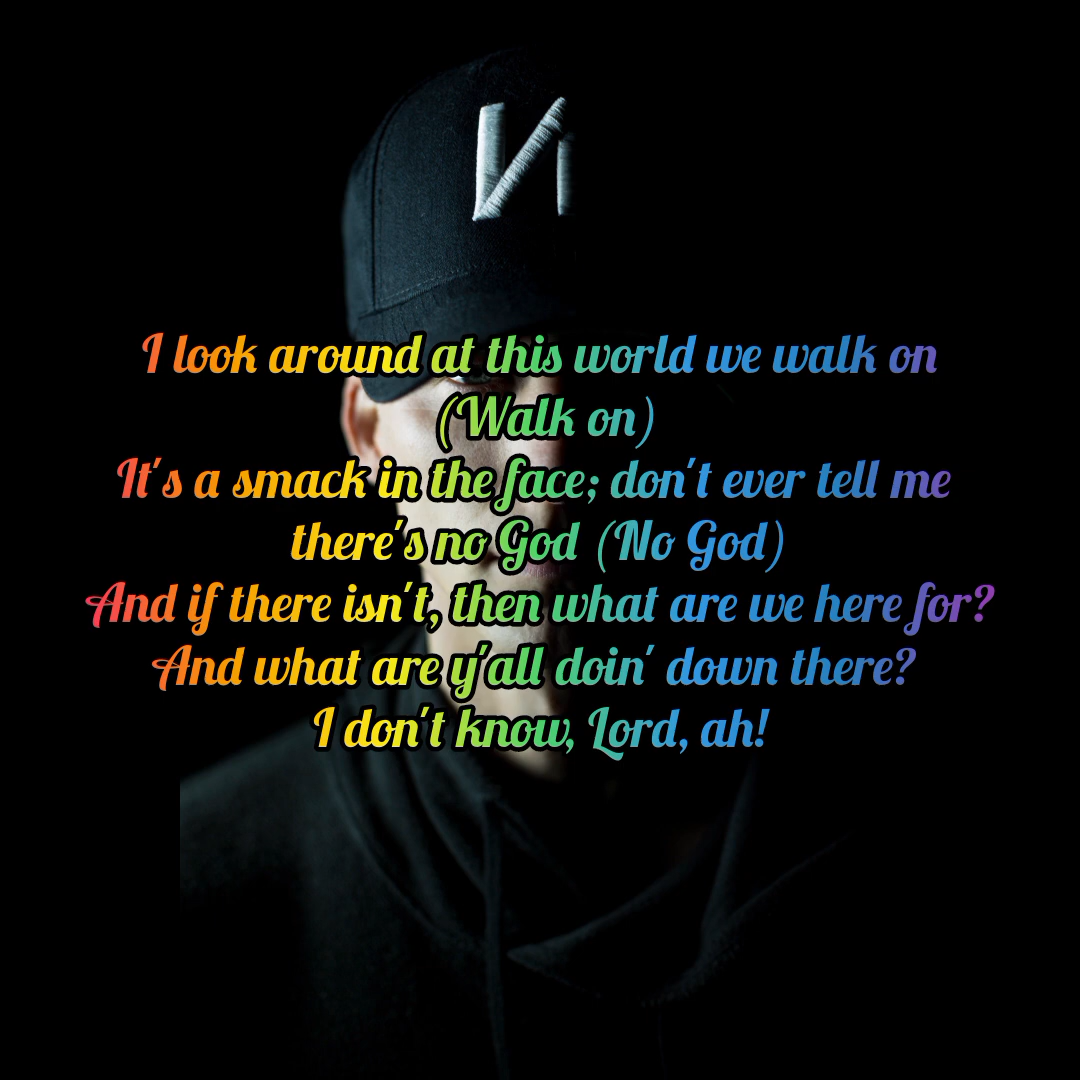 I look around at this world we walk on
(Walk on)
It's a smack in the face; don't ever tell me
there's no God (No God)
And if there isn't, then what are we here for?
And what are y'all doin' down there?
I don't know, Lord, ah!